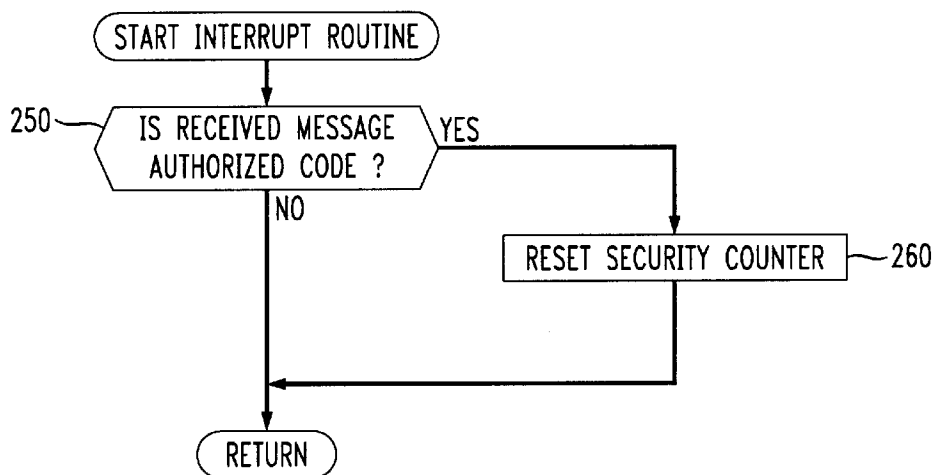 START INTERRUPT ROUTINE
250
IS RECEIVED MESSAGE
AUTHORIZED CODE ?
YES
NO
RESET SECURITY COUNTER
260
RETURN